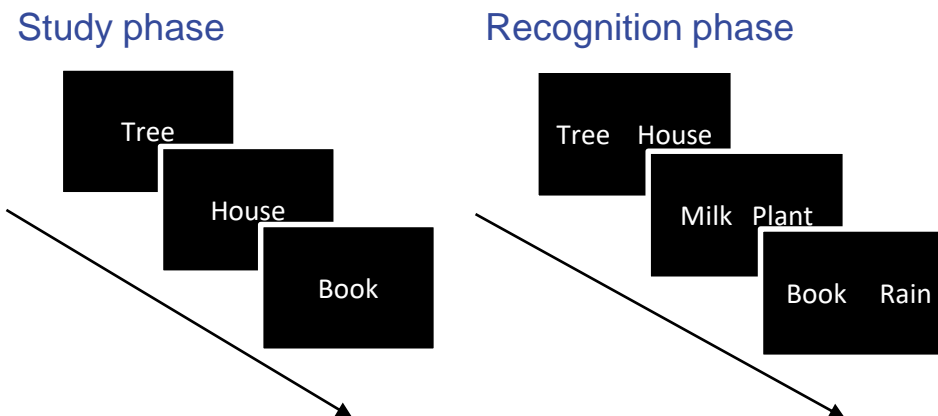 Study phase
Tree
House
Book
Recognition phase
Tree House
Milk Plant
Book Rain